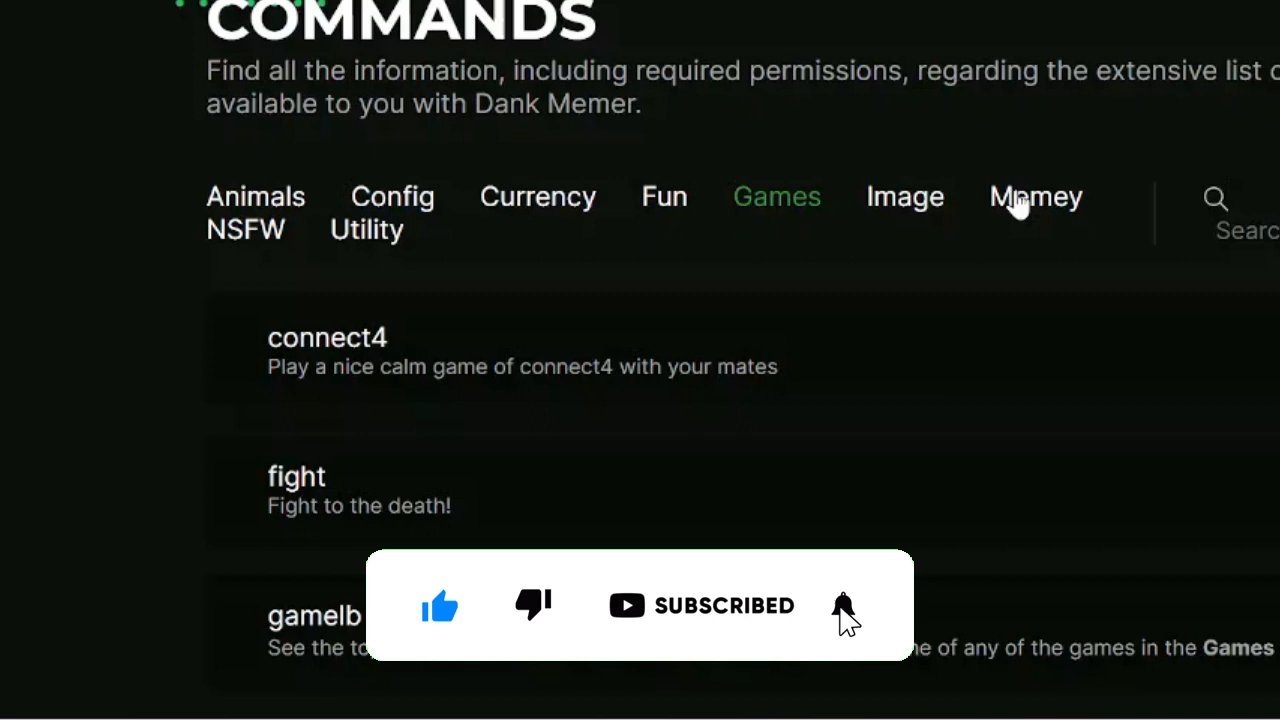 COMMANDS
Find all the information, including required permissions, regarding the extensive list
available to you with Dank Memer.
Animals Config Currency Fun Games Image Memey
NSFW Utility
Searc
connect4
Play a nice calm game of connect4 with your mates
fight
Fight to the death!
gamelb
See the to
SUBSCRIBED
of any of the games in the Games